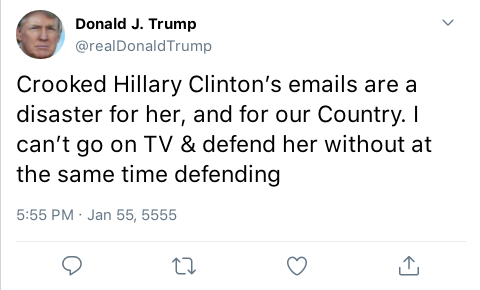 Donald J. Trump
@realDonaldTrump
Crooked Hillary Clinton’s emails are a
disaster for her, and for our Country. I
can’t go on TV & defend her without at
the same time defending
5:55 PM · Jan 55, 5555